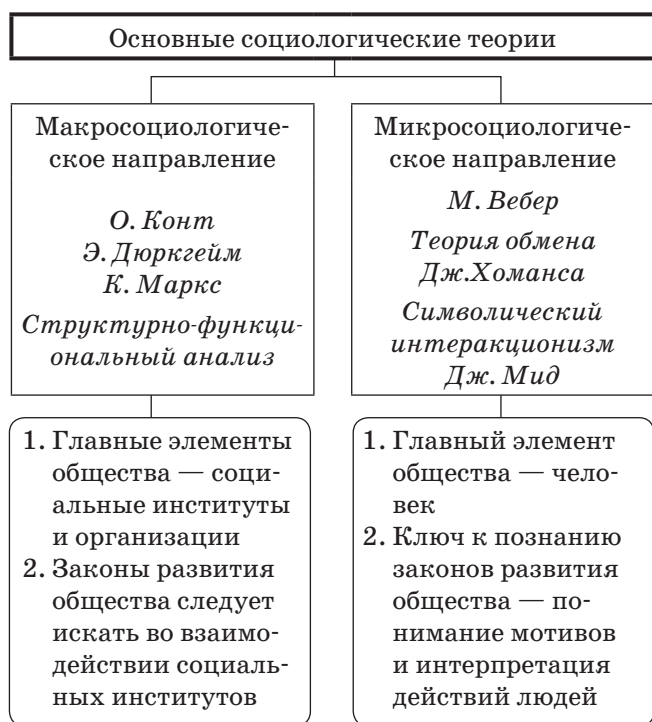 Основные социологические теории
Макросоциологиче-
ское направление
О. Конт
Э. Дюркгейм
К. Маркс
Структурно-функци-
ональный анализ
Микросоциологиче-
ское направление
М. Вебер
Теория обмена
Дж.Хоманса
Символический
интеракционизм
Дж. Мид
1. Главные элементы
общества — соци-
альные институты
и организации
2. Законы развития
общества следует
искать во взаимо-
действии социаль-
ных институтов
1. Главный элемент
общества — чело-
век
2. Ключ к познанию
законов развития
общества — по-
нимание мотивов
и интерпретация
действий людей